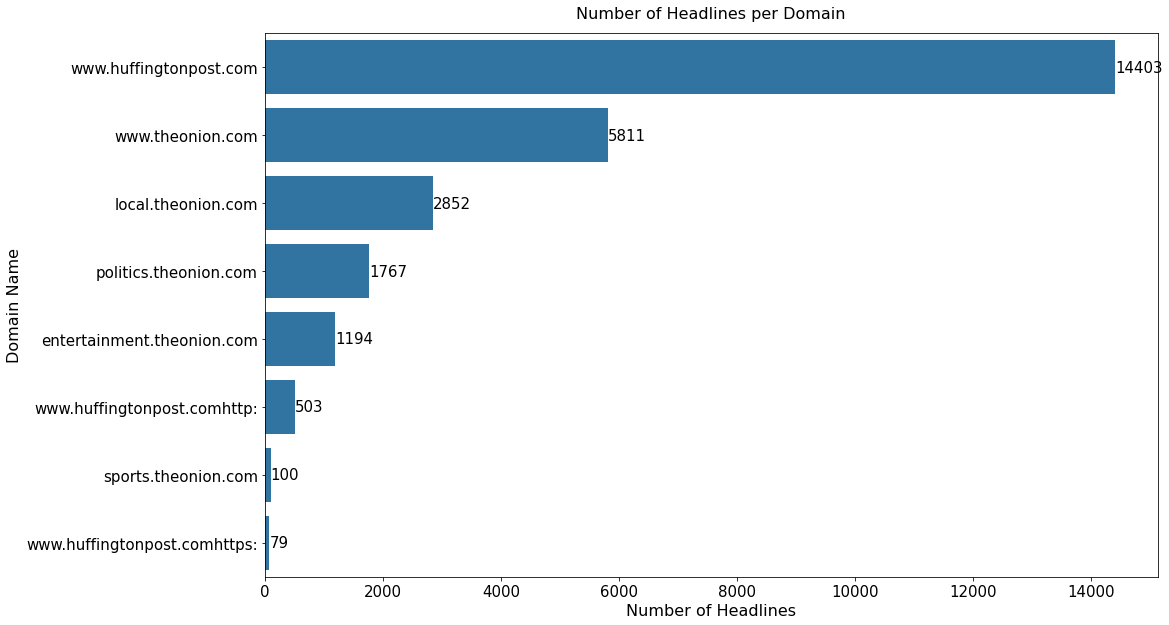 Number of Headlines per Domain
www.huffingtonpost.com 14403
www.theonion.com 5811
local.theonion.com 2852
politics.theonion.com 1767
entertainment.theonion.com 1194
www.huffingtonpost.comhttp: 503
sports.theonion.com 100
www.huffingtonpost.comhttps: 79
Domain Name
0 2000 4000 6000 8000 10000 12000 14000
Number of Headlines